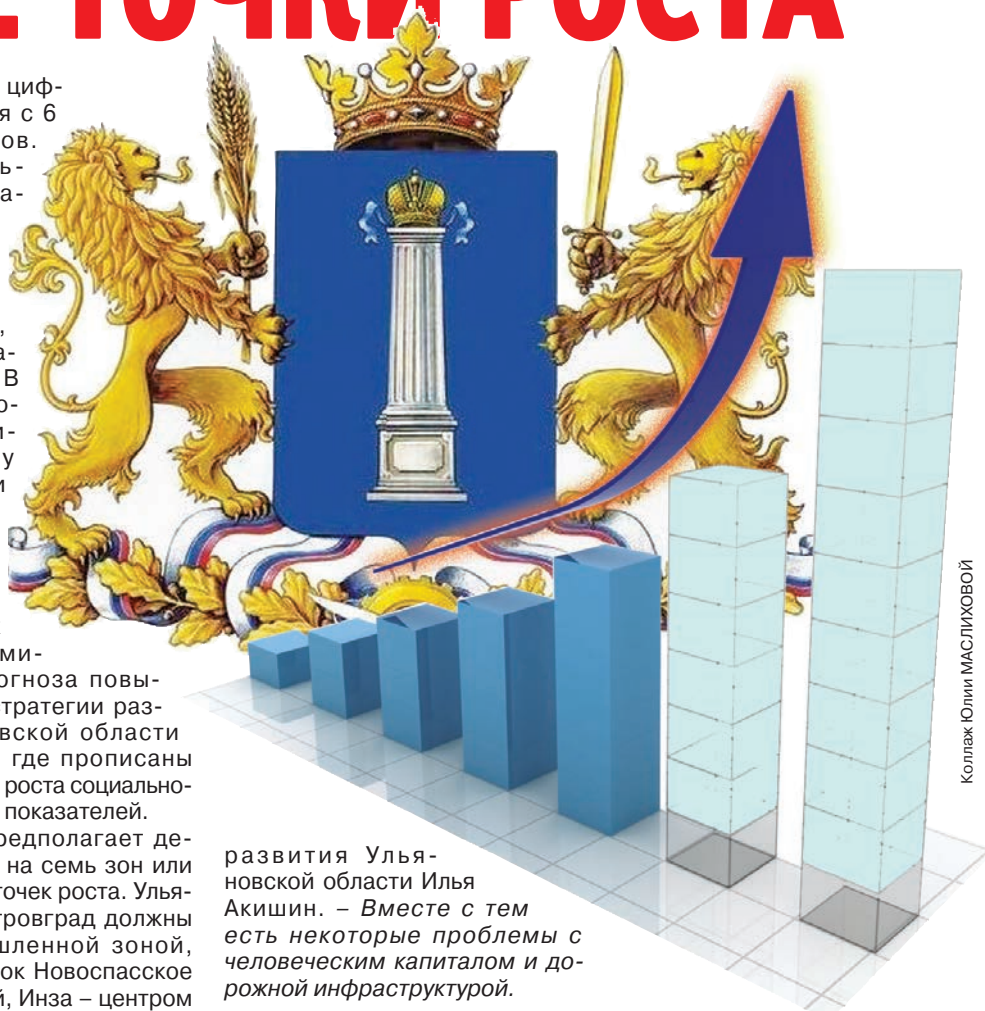 ТОЧКИ РОСТА
циф-
я с 6
ов.
ь-
а-
,
а-
В
о-
и-
у
и
ми-
огноза повы-
тратегии раз-
вской области
где прописаны
роста социально-
показателей.
редполагает де-
на семь зон или
точек роста. Улья-
тровград должны
шленной зоной,
ок Новоспасское
й, Инза – центром
развития Улья-
новской области Илья
Акишин. – Вместе с тем
есть некоторые проблемы с
человеческим капиталом и до-
рожной инфраструктурой.
Коллаж Юлии МАСЛИХОВОЙ